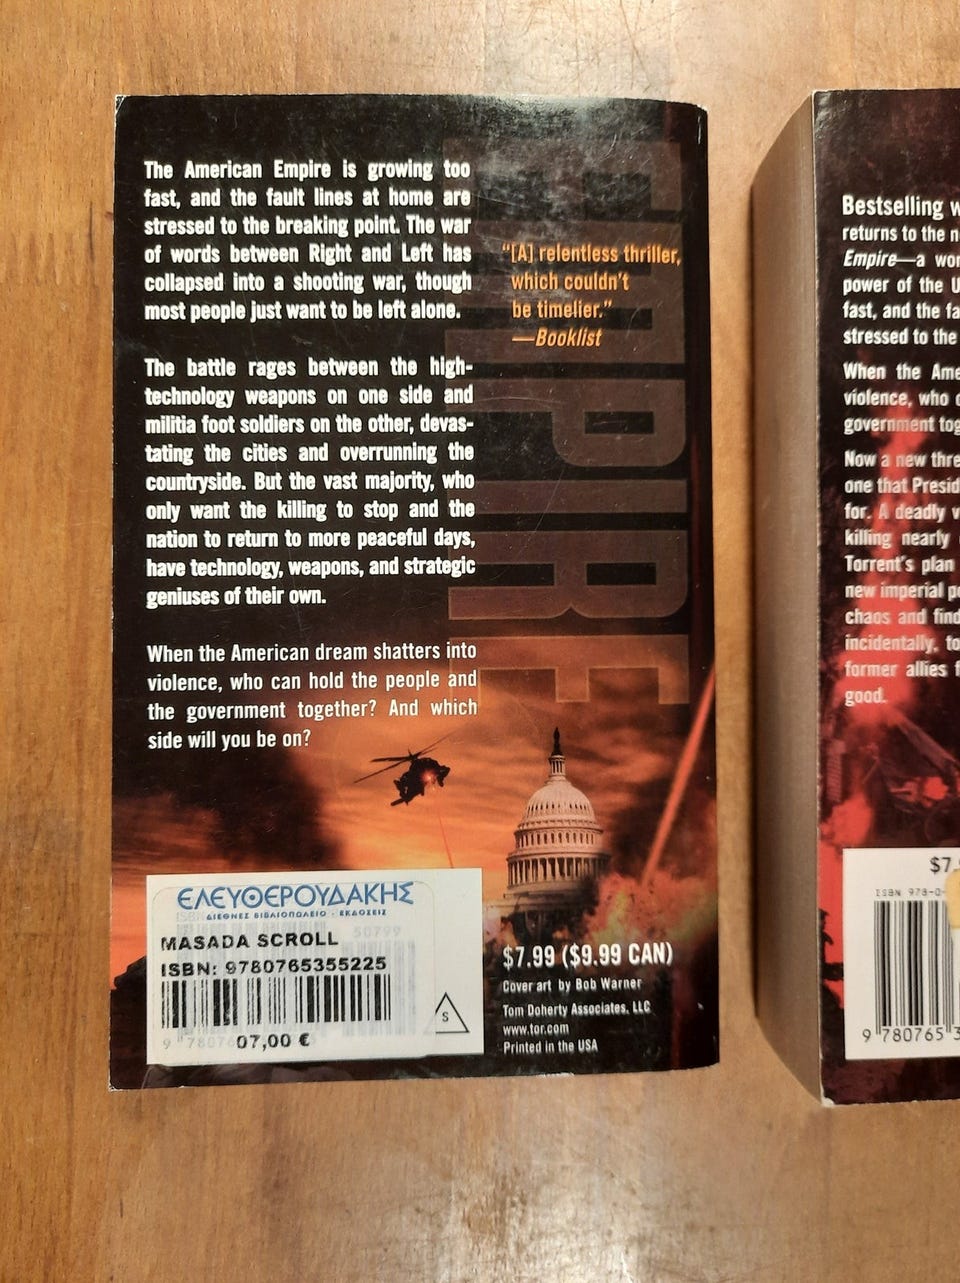 The American Empire is growing too
fast, and the fault lines at home are
stressed to the breaking point. The war
of words between Right and Left has
collapsed into a shooting war, though
most people just want to be left alone.
The battle rages between the high-
technology weapons on one side and
militia foot soldiers on the other, devas-
tating the cities and overrunning the
countryside. But the vast majority, who
only want the killing to stop and the
nation to return to more peaceful days,
have technology, weapons, and strategic
geniuses of their own.
When the American dream shatters into
violence, who can hold the people and
the government together? And which
side will you be on?
EMPIRE
"[A] relentless thriller,
which couldn't
be timelier."
—Booklist
ΕΛΕΥΘΕΡΟΥΔΑΚΗΣ
ΔΙΕΘΝΕΣ ΒΙΒΛΙΟΠΩΛΕΙΟ · ΕΚΔΟΣΕΙΣ
50799
MASADA SCROLL
ISBN: 9780765355225
9 78076
07,00 €
S
$7.99 ($9.99 CAN)
Cover art by Bob Warner
Tom Doherty Associates, LLC
www.tor.com
Printed in the USA
Bestselling
returns to the
Empire—a
power of the
fast, and the
stressed to the
When the
violence, who
government
Now a new
one that
for. A deadly
killing nearly
Torrent's plan
new imperial
chaos and
incidentally,
former allies
good.
$7.
ISBN 978-0-
9 780765